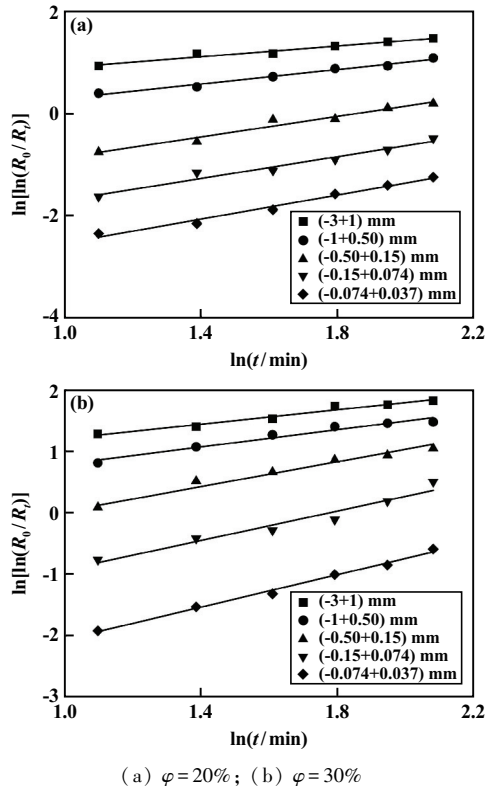 (a)
2
1
0
-2
-4
ln[ln(R₀/Rₜ)]
(-3+1) mm
(-1+0.50) mm
(-0.50+0.15) mm
(-0.15+0.074) mm
(-0.074+0.037) mm
1.0 1.4 1.8 2.2
ln(t/min)
(b)
2
1
0
-1
-2
-3
ln[ln(R₀/Rₜ)]
(-3+1) mm
(-1+0.50) mm
(-0.50+0.15) mm
(-0.15+0.074) mm
(-0.074+0.037) mm
1.0 1.4 1.8 2.2
ln(t/min)
(a) φ=20%; (b) φ=30%